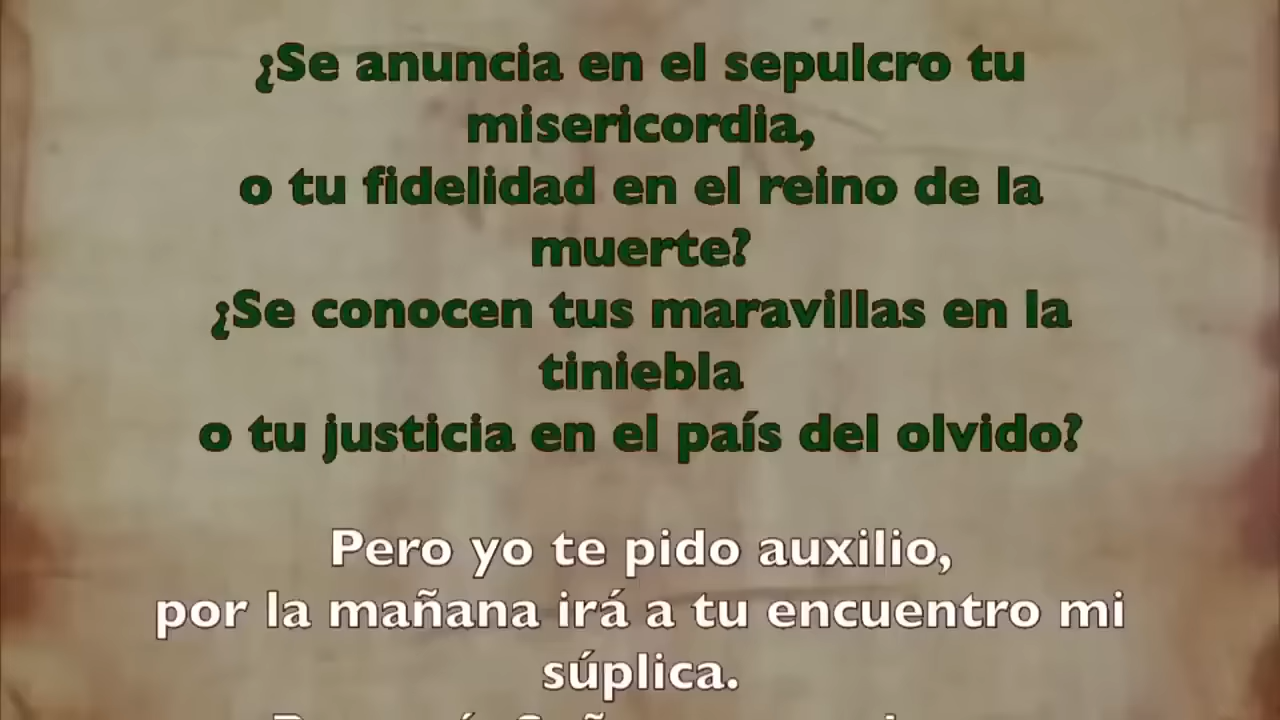 ¿Se anuncia en el sepulcro tu
misericordia,
o tu fidelidad en el reino de la
muerte?
¿Se conocen tus maravillas en la
tiniebla
o tu justicia en el país del olvido?
Pero yo te pido auxilio,
por la mañana irá a tu encuentro mi
súplica.